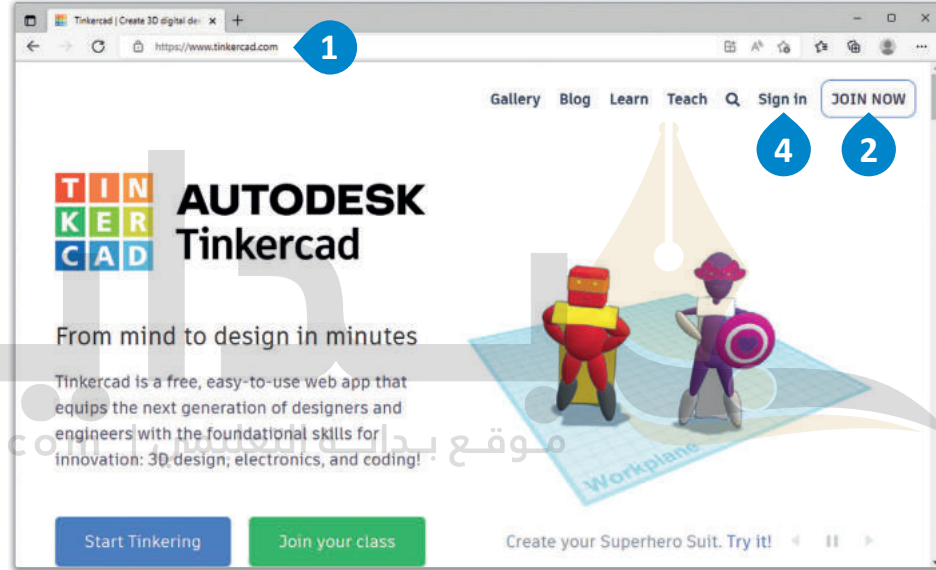 Tinkercad | Create 3D digital de
https://www.tinkercad.com
1
Gallery Blog Learn Teach Sign in JOIN NOW
4 2
TIN
KER
CAD
AUTODESK
Tinkercad
From mind to design in minutes
Tinkercad is a free, easy-to-use web app that
equips the next generation of designers and
engineers with the foundational skills for
innovation: 3D design, electronics, and coding!
Workplane
Start Tinkering Join your class
Create your Superhero Suit. Try it!